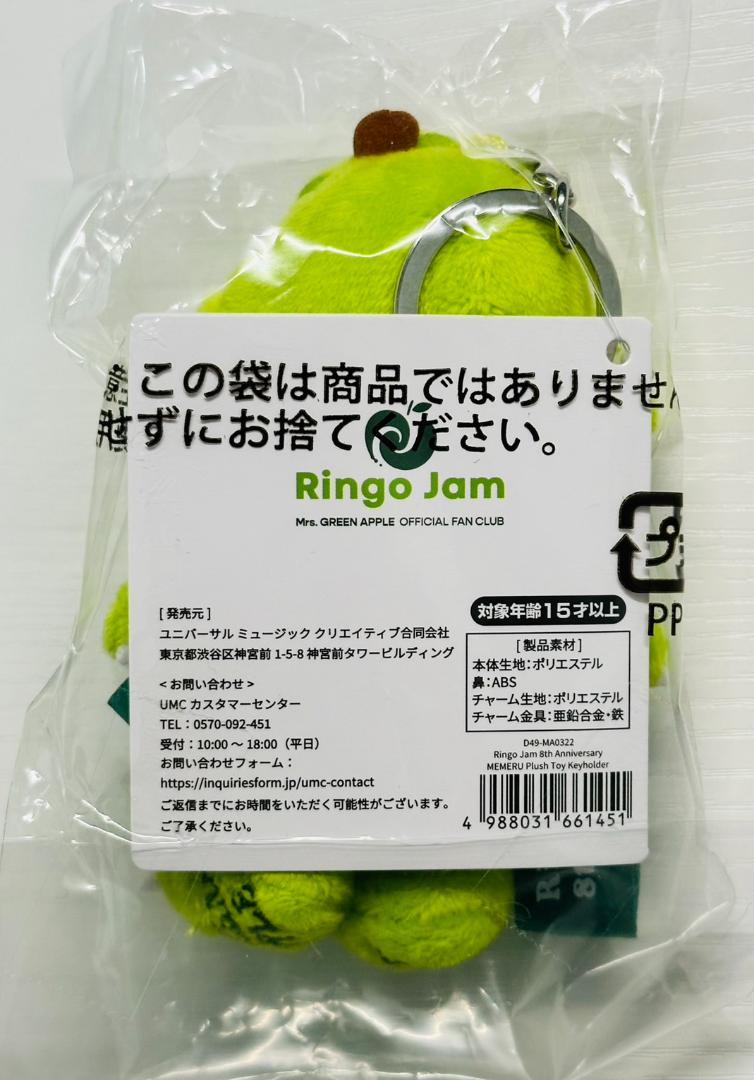 この袋は商品ではありませ
せずにお捨てください。
Ringo Jam
Mrs. GREEN APPLE OFFICIAL FAN CLUB
[ 発売元 ]
ユニバーサル ミュージック クリエイティブ合同会社
東京都渋谷区神宮前 1-5-8 神宮前タワービルディング
< お問い合わせ >
UMC カスタマーセンター
TEL：0570-092-451
受付：10:00 ～ 18:00（平日）
お問い合わせフォーム：
https://inquiriesform.jp/umc-contact
ご返信までにお時間をいただく可能性がございます。
ご了承ください。
対象年齢15才以上
[ 製品素材 ]
本体生地：ポリエステル
鼻：ABS
チャーム生地：ポリエステル
チャーム金具：亜鉛合金・鉄
D49-MA0322
Ringo Jam 8th Anniversary
MEMERU Plush Toy Keyholder
4 988031 661451
プ
PP